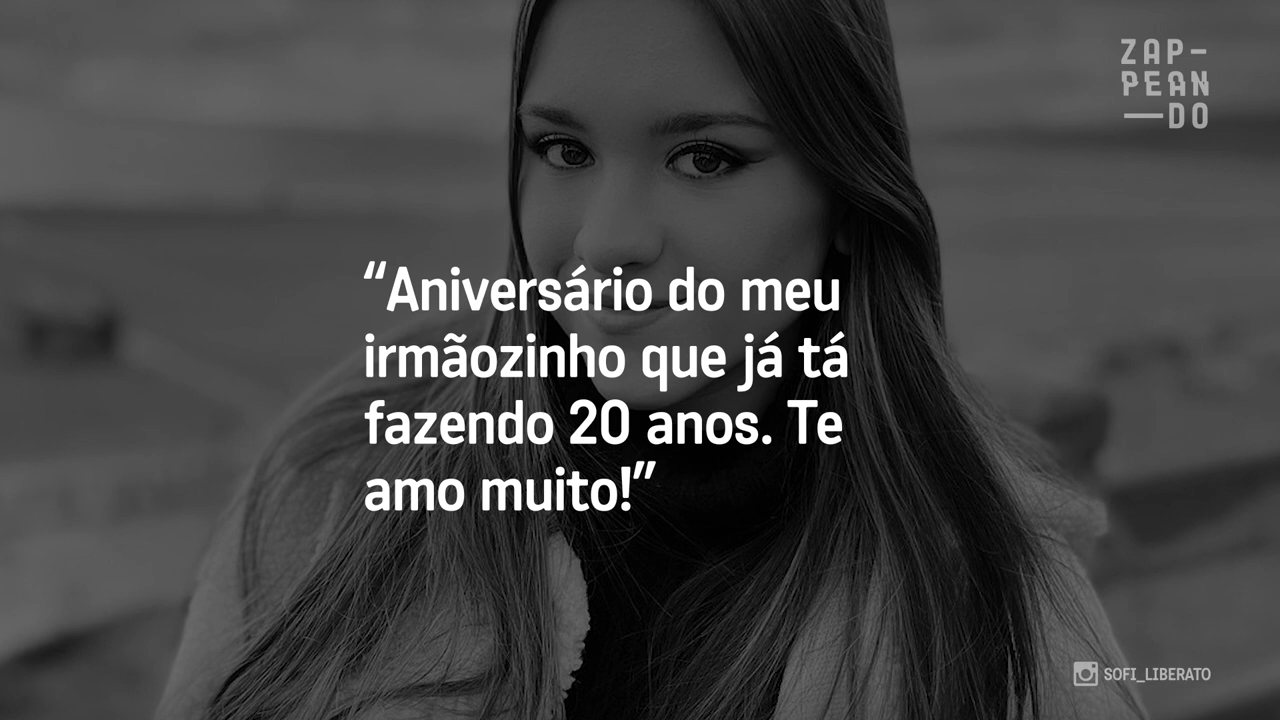 ZAP-
PEAN
—DO
“Aniversário do meu
irmãozinho que já tá
fazendo 20 anos. Te
amo muito!”
SOFI_LIBERATO